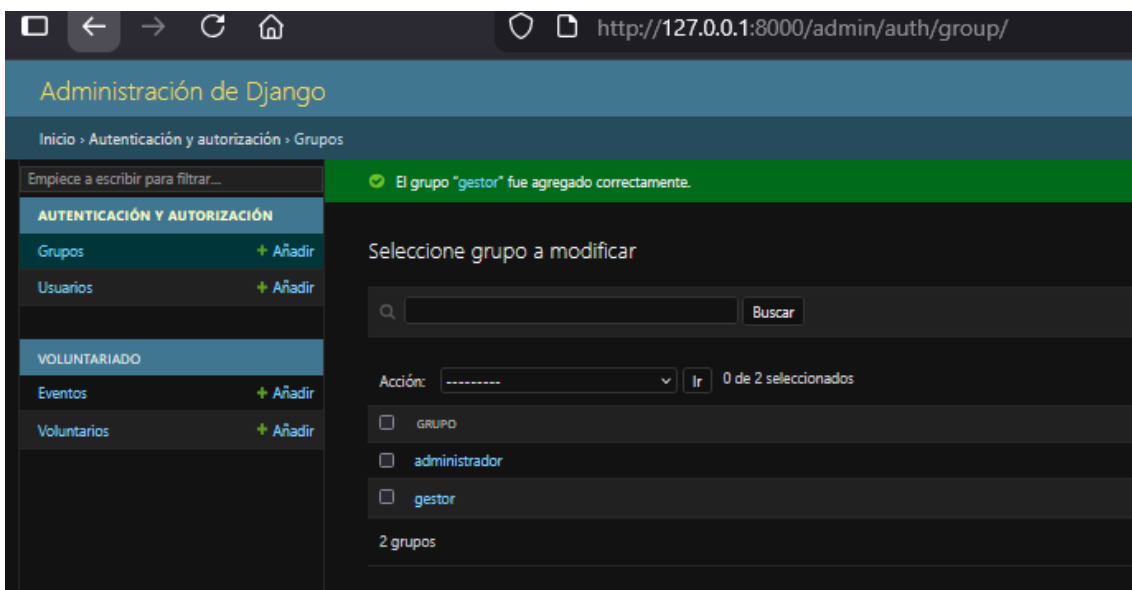 http://127.0.0.1:8000/admin/auth/group/
Administración de Django
Inicio › Autenticación y autorización › Grupos
Empiece a escribir para filtrar...
AUTENTICACIÓN Y AUTORIZACIÓN
Grupos + Añadir
Usuarios + Añadir
VOLUNTARIADO
Eventos + Añadir
Voluntarios + Añadir
El grupo "gestor" fue agregado correctamente.
Seleccione grupo a modificar
Buscar
Acción: --------- Ir 0 de 2 seleccionados
GRUPO
administrador
gestor
2 grupos